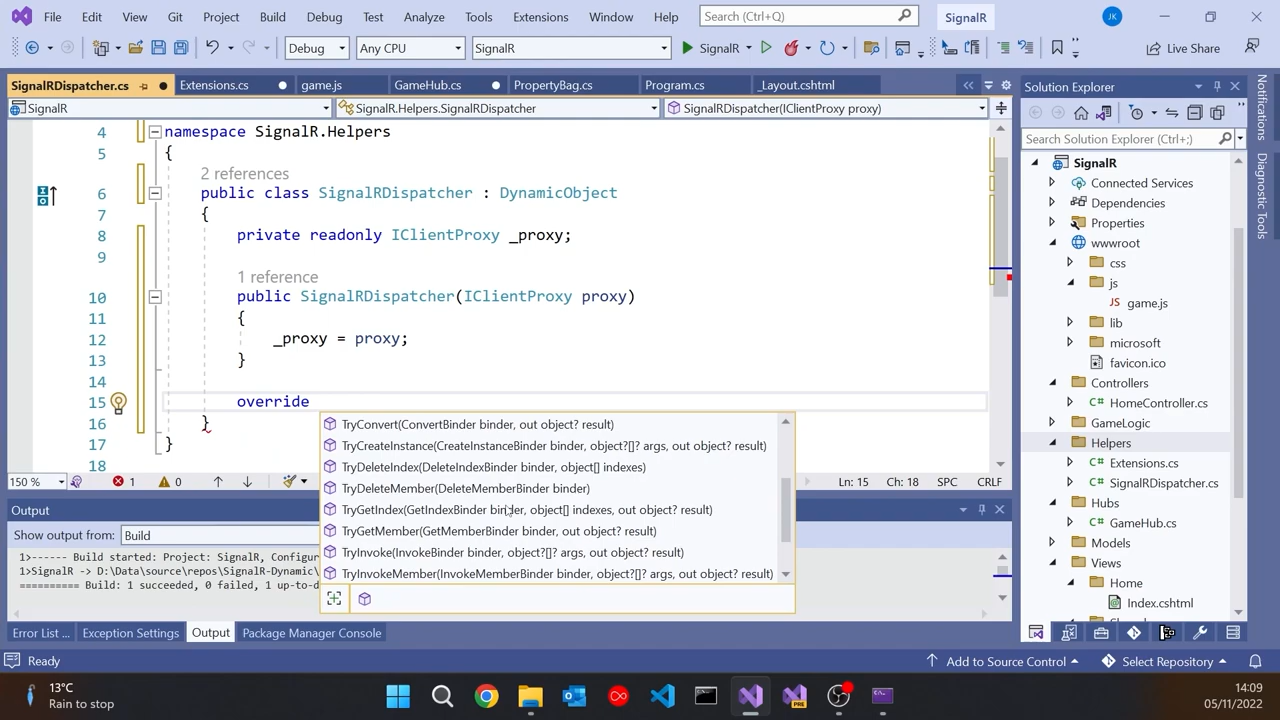 File Edit View Git Project Build Debug Test Analyze Tools Extensions Window Help Search (Ctrl+Q) SignalR JK
Debug Any CPU SignalR SignalR Live Share
SignalRDispatcher.cs Extensions.cs game.js GameHub.cs PropertyBag.cs Program.cs _Layout.cshtml
SignalR SignalR.Helpers.SignalRDispatcher SignalRDispatcher(IClientProxy proxy)
4 namespace SignalR.Helpers
5 {
2 references
6 public class SignalRDispatcher : DynamicObject
7 {
8 private readonly IClientProxy _proxy;
9
1 reference
10 public SignalRDispatcher(IClientProxy proxy)
11 {
12 _proxy = proxy;
13 }
14
15 override
16 }
17 }
18
TryConvert(ConvertBinder binder, out object? result)
TryCreateInstance(CreateInstanceBinder binder, object?[]? args, out object? result)
TryDeleteIndex(DeleteIndexBinder binder, object[] indexes)
TryDeleteMember(DeleteMemberBinder binder)
TryGetIndex(GetIndexBinder binder, object[] indexes, out object? result)
TryGetMember(GetMemberBinder binder, out object? result)
TryInvoke(InvokeBinder binder, object?[]? args, out object? result)
TryInvokeMember(InvokeMemberBinder binder, object?[]? args, out object? result)
150 % 1 0 Ln: 15 Ch: 18 SPC CRLF
Output
Show output from: Build
1>------ Build started: Project: SignalR, Configur
1>SignalR -> D:\Data\source\repos\SignalR-Dynamic\
========== Build: 1 succeeded, 0 failed, 1 up-to-d
Error List ... Exception Settings Output Package Manager Console
Solution Explorer
Search Solution Explorer (Ctrl+;)
SignalR
Connected Services
Dependencies
Properties
wwwroot
css
js
game.js
lib
microsoft
favicon.ico
Controllers
HomeController.cs
GameLogic
Helpers
Extensions.cs
SignalRDispatcher.cs
Hubs
GameHub.cs
Models
Views
Home
Index.cshtml
Notifications
Diagnostic Tools
Ready Add to Source Control Select Repository
13°C
Rain to stop
PRE
14:09
05/11/2022